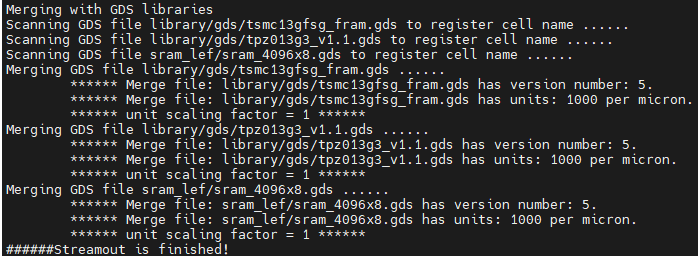 Merging with GDS libraries
Scanning GDS file library/gds/tsmc13gfsg_fram.gds to register cell name ......
Scanning GDS file library/gds/tpz013g3_v1.1.gds to register cell name ......
Scanning GDS file sram_lef/sram_4096x8.gds to register cell name ......
Merging GDS file library/gds/tsmc13gfsg_fram.gds ......
****** Merge file: library/gds/tsmc13gfsg_fram.gds has version number: 5.
****** Merge file: library/gds/tsmc13gfsg_fram.gds has units: 1000 per micron.
****** unit scaling factor = 1 ******
Merging GDS file library/gds/tpz013g3_v1.1.gds ......
****** Merge file: library/gds/tpz013g3_v1.1.gds has version number: 5.
****** Merge file: library/gds/tpz013g3_v1.1.gds has units: 1000 per micron.
****** unit scaling factor = 1 ******
Merging GDS file sram_lef/sram_4096x8.gds ......
****** Merge file: sram_lef/sram_4096x8.gds has version number: 5.
****** Merge file: sram_lef/sram_4096x8.gds has units: 1000 per micron.
****** unit scaling factor = 1 ******
######Streamout is finished!